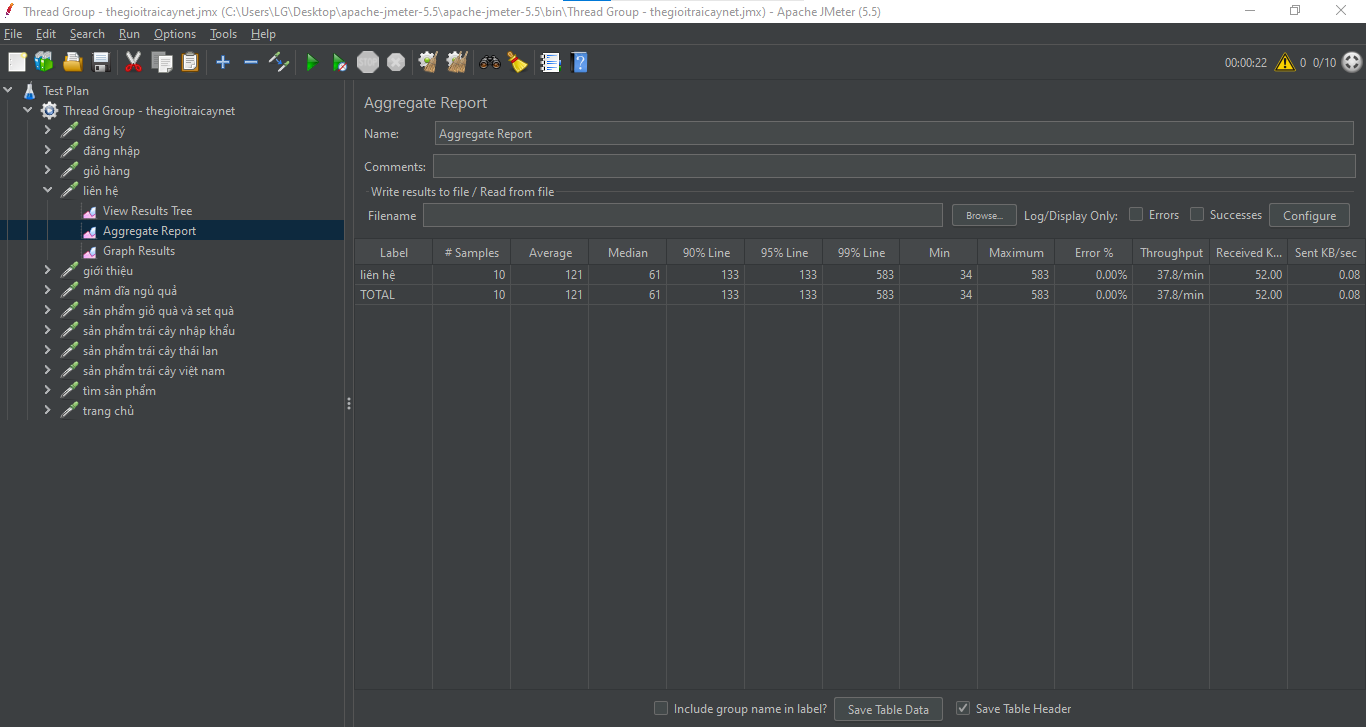 Thread Group - thegioitraicaynet.jmx (C:\Users\LG\Desktop\apache-jmeter-5.5\apache-jmeter-5.5\bin\Thread Group - thegioitraicaynet.jmx) - Apache JMeter (5.5)
File Edit Search Run Options Tools Help
STOP 00:00:22 0 0/10
Test Plan
Thread Group - thegioitraicaynet
đăng ký
đăng nhập
giỏ hàng
liên hệ
View Results Tree
Aggregate Report
Graph Results
giới thiệu
mâm dĩa ngủ quả
sản phẩm giỏ quà và set quà
sản phẩm trái cây nhập khẩu
sản phẩm trái cây thái lan
sản phẩm trái cây việt nam
tìm sản phẩm
trang chủ
Aggregate Report
Name: Aggregate Report
Comments:
Write results to file / Read from file
Filename Browse... Log/Display Only: Errors Successes Configure
Label # Samples Average Median 90% Line 95% Line 99% Line Min Maximum Error % Throughput Received K... Sent KB/sec
liên hệ 10 121 61 133 133 583 34 583 0.00% 37.8/min 52.00 0.08
TOTAL 10 121 61 133 133 583 34 583 0.00% 37.8/min 52.00 0.08
Include group name in label? Save Table Data Save Table Header